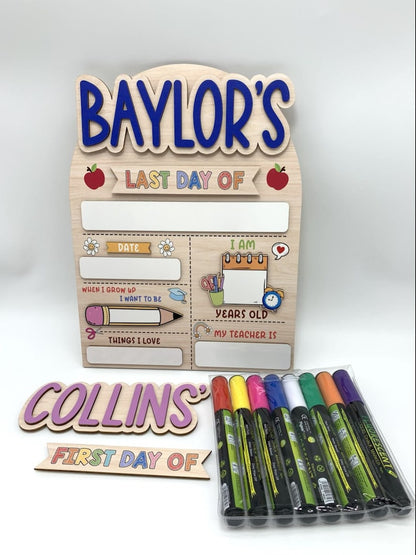 BAYLOR'S
LAST DAY OF
DATE
I AM
WHEN I GROW UP
I WANT TO BE
YEARS OLD
THINGS I LOVE
MY TEACHER IS
COLLINS'
FIRST DAY OF